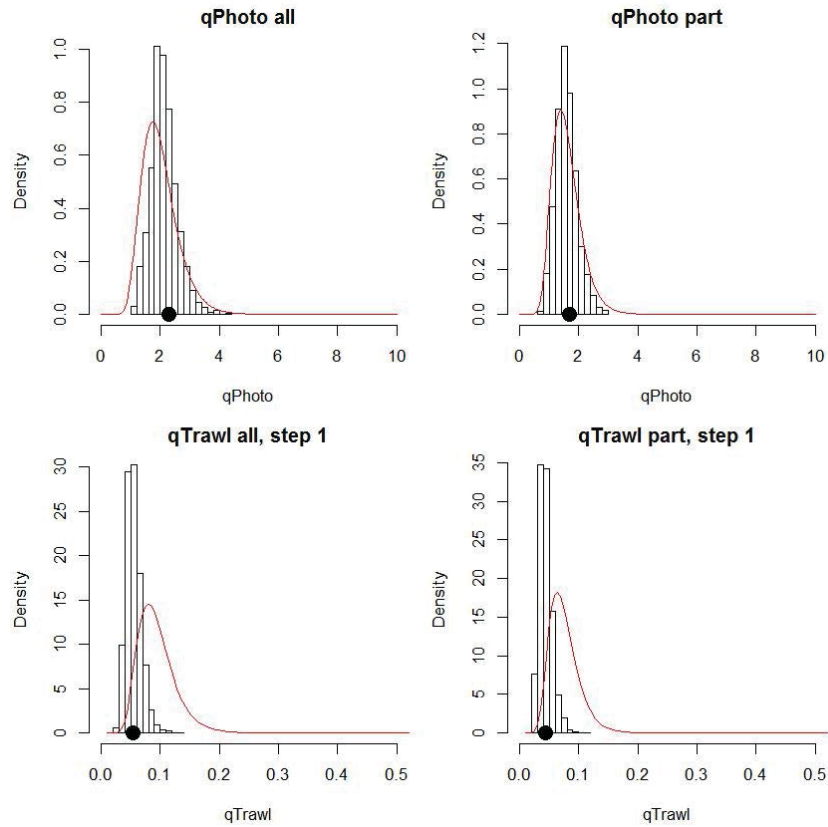 qPhoto all
qPhoto part
Density
0.0 0.2 0.4 0.6 0.8 1.0
0 2 4 6 8 10
qPhoto
Density
0.0 0.2 0.4 0.6 0.8 1.0 1.2
0 2 4 6 8 10
qPhoto
qTrawl all, step 1
qTrawl part, step 1
Density
0 5 10 15 20 25 30
0.0 0.1 0.2 0.3 0.4 0.5
qTrawl
Density
0 5 10 15 20 25 30 35
0.0 0.1 0.2 0.3 0.4 0.5
qTrawl